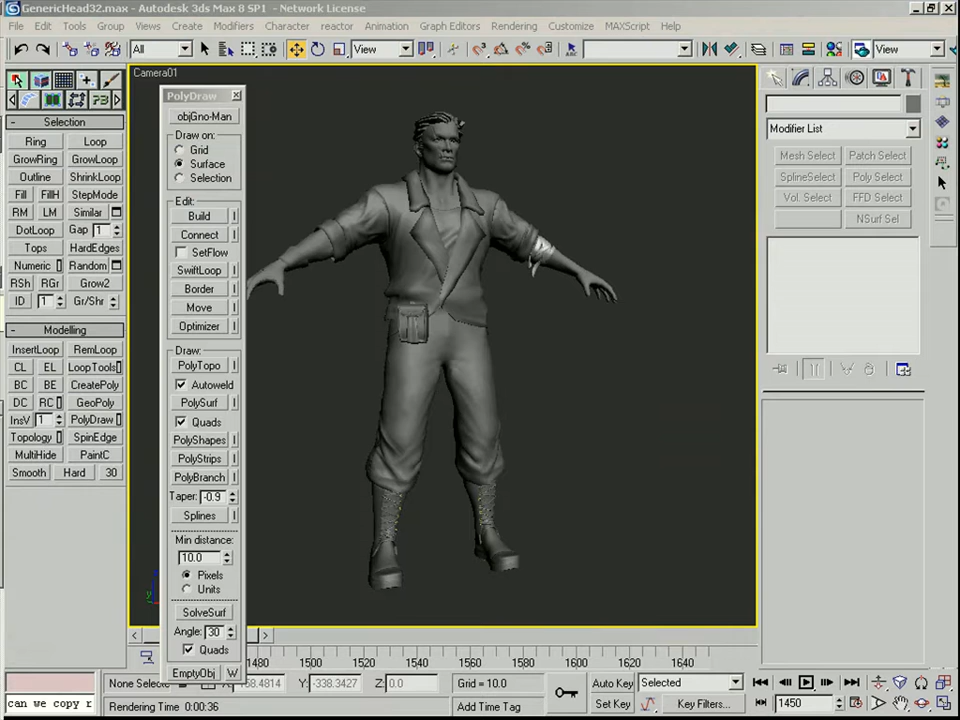 GenericHead32.max - Autodesk 3ds Max 8 SP1 - Network License
File Edit Tools Group Views Create Modifiers Character reactor Animation Graph Editors Rendering Customize MAXScript Help
All View View
Camera01
Selection
Ring Loop
GrowRing GrowLoop
Outline ShrinkLoop
Fill FillH StepMode
RM LM Similar
DotLoop Gap 1
Tops HardEdges
Numeric Random
RSh RGr Grow2
ID 1 Gr/Shr
Modelling
InsertLoop RemLoop
CL EL LoopTools
BC BE CreatePoly
DC RC GeoPoly
InsV 1 PolyDraw
Topology SpinEdge
MultiHide PaintC
Smooth Hard 30
PolyDraw
objGno-Man
Draw on:
Grid
Surface
Selection
Edit:
Build
Connect
SetFlow
SwiftLoop
Border
Move
Optimizer
Draw:
PolyTopo
Autoweld
PolySurf
Quads
PolyShapes
PolyStrips
PolyBranch
Taper: -0.9
Splines
Min distance:
10.0
Pixels
Units
SolveSurf
Angle: 30
Quads
EmptyObj W
Modifier List
Mesh Select Patch Select
SplineSelect Poly Select
Vol. Select FFD Select
NSurf Sel
1480 1500 1520 1540 1560 1580 1600 1620 1640
can we copy r
Y: -338.3427 Z: 0.0 Grid = 10.0
Rendering Time 0:00:36 Add Time Tag
Auto Key Selected
Set Key Key Filters... 1450